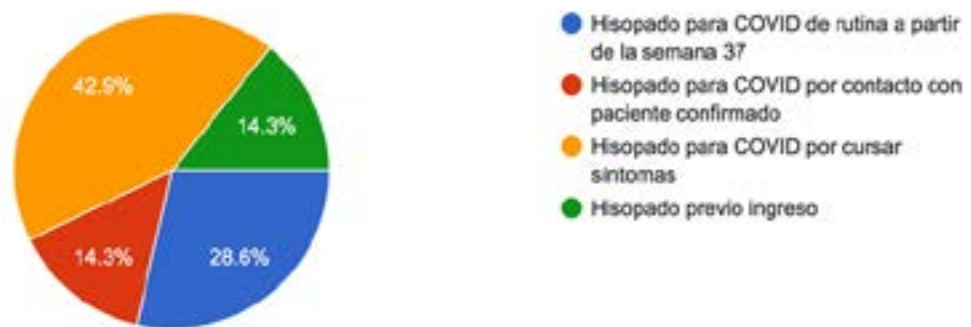 42.9%
14.3%
14.3%
28.6%
Hisopado para COVID de rutina a partir
de la semana 37
Hisopado para COVID por contacto con
paciente confirmado
Hisopado para COVID por cursar
síntomas
Hisopado previo ingreso